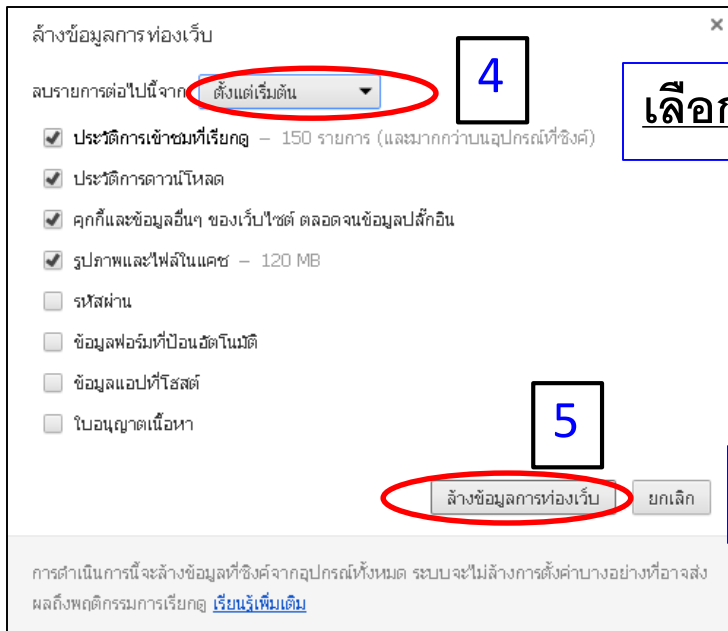 ล้างข้อมูลการท่องเว็บ
×
4
ลบรายการต่อไปนี้จาก ตั้งแต่เริ่มต้น
เลือก
ประวัติการเข้าชมที่เรียกดู – 150 รายการ (และมากกว่าบนอุปกรณ์ที่ซิงค์)
ประวัติการดาวน์โหลด
คุกกี้และข้อมูลอื่นๆ ของเว็บไซต์ ตลอดจนข้อมูลปลั๊กอิน
รูปภาพและไฟล์ในแคช – 120 MB
รหัสผ่าน
ข้อมูลฟอร์มที่ป้อนอัตโนมัติ
ข้อมูลแอปที่โฮสต์
ใบอนุญาตเนื้อหา
5
ล้างข้อมูลการท่องเว็บ ยกเลิก
การดำเนินการนี้จะล้างข้อมูลที่ซิงค์จากอุปกรณ์ทั้งหมด ระบบจะไม่ล้างการตั้งค่าบางอย่างที่อาจส่ง
ผลถึงพฤติกรรมการเรียกดู เรียนรู้เพิ่มเติม